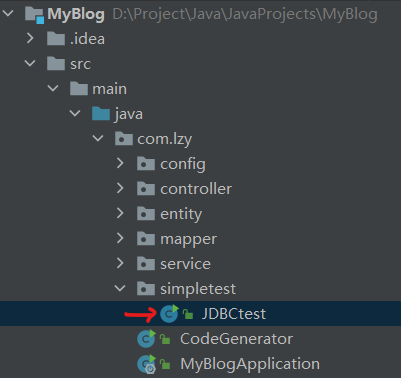 MyBlog D:\Project\Java\JavaProjects\MyBlog
.idea
src
main
java
com.lzy
config
controller
entity
mapper
service
simpletest
JDBCtest
CodeGenerator
MyBlogApplication